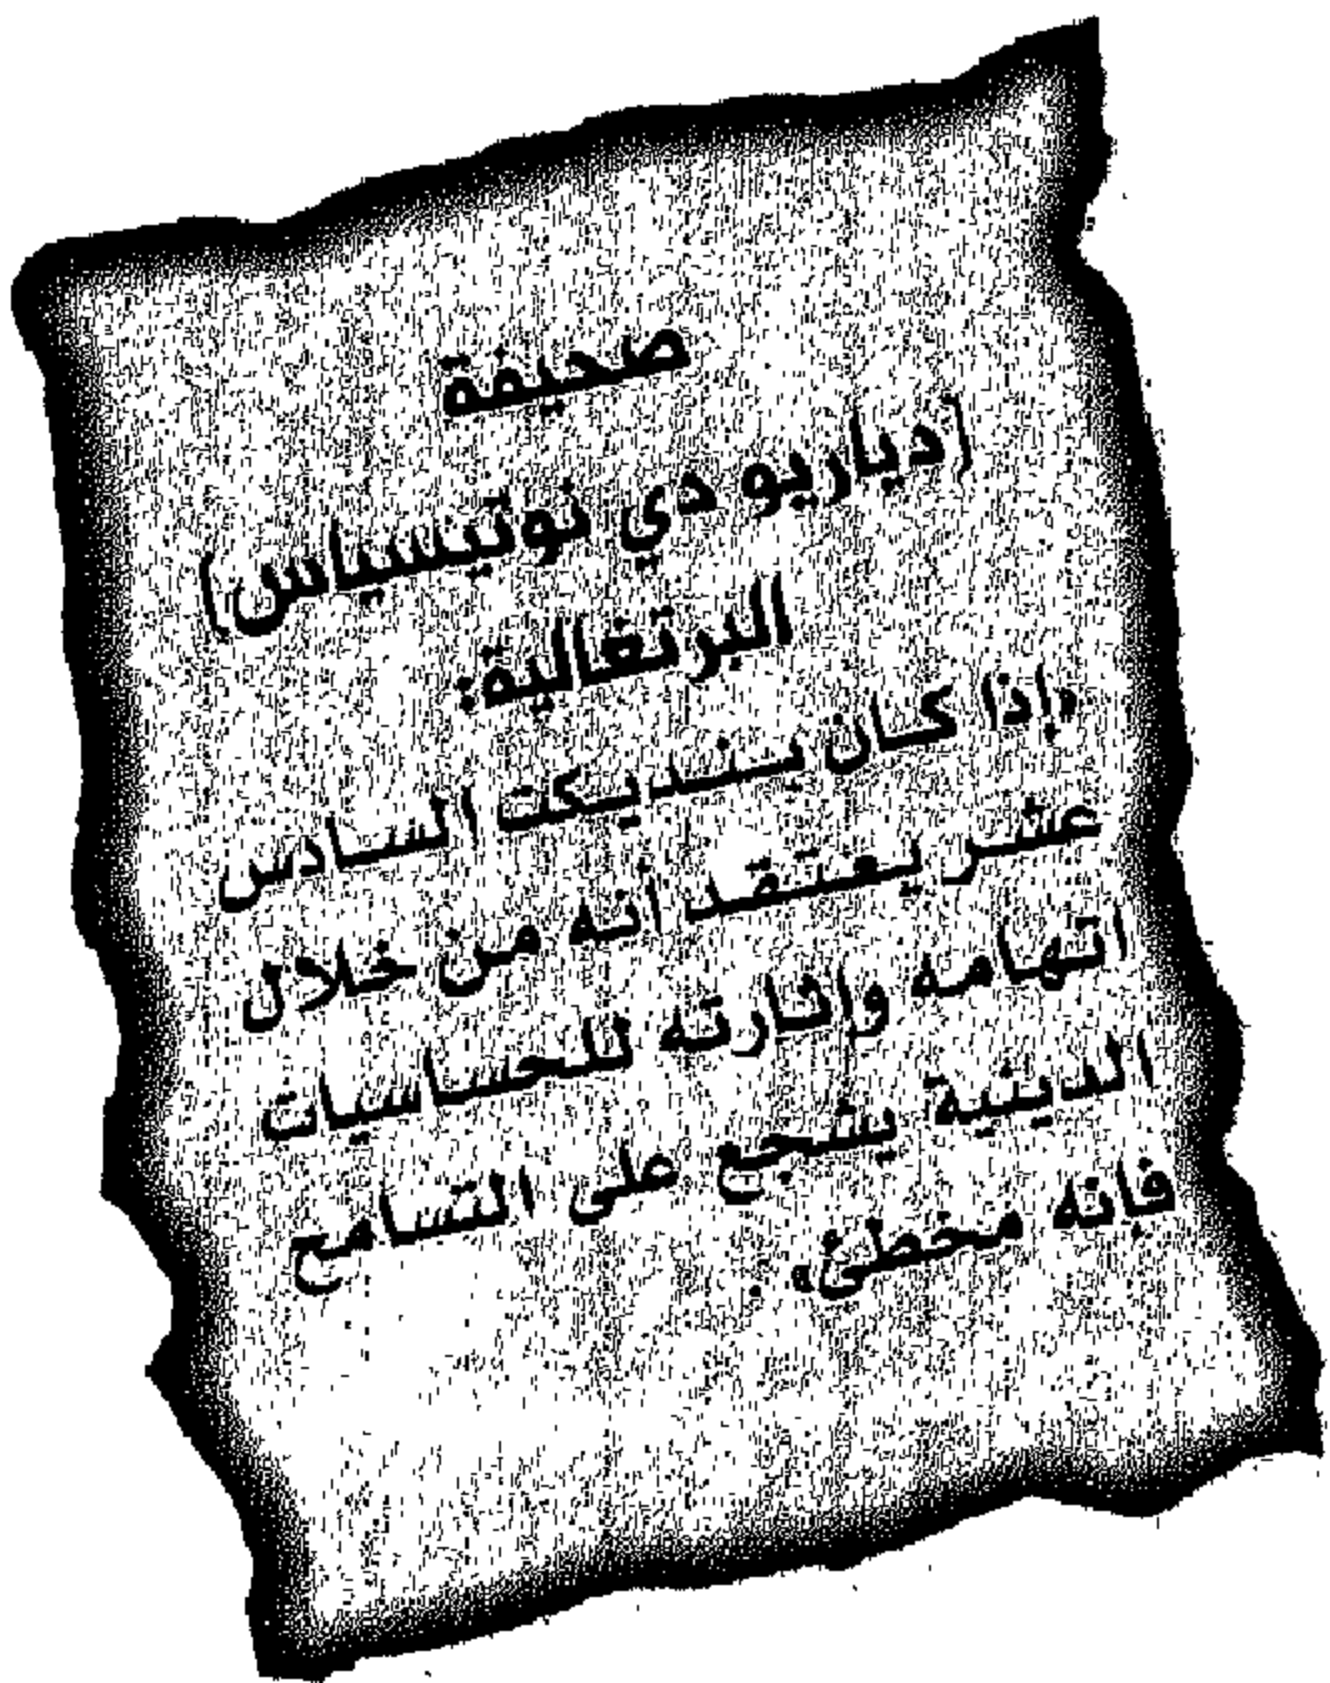 صحيفة
(دياريو دي نوتيسياس)
البرتغالية:
«إذا كان بنديكت السادس
عشر يعتقد أنه من خلال
اتهامه وإثارته للحساسيات
الدينية يشجع على التسامح
فإنه مخطئ» .